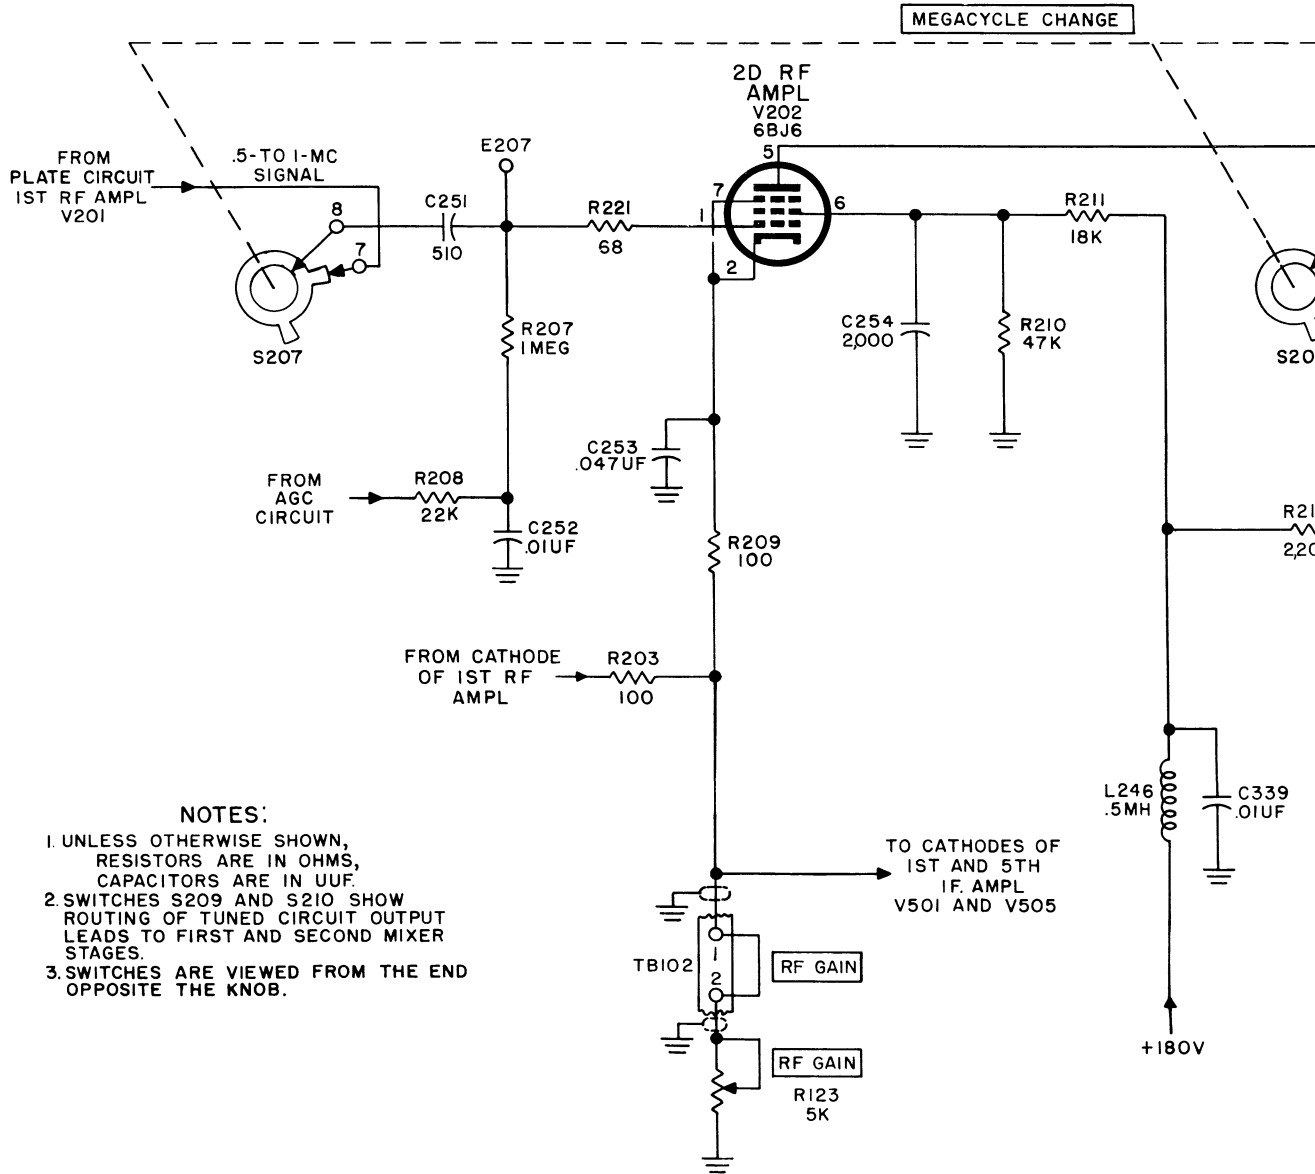 MEGACYCLE CHANGE
2D RF
AMPL
V202
6BJ6
5
E207
FROM
PLATE CIRCUIT
1ST RF AMPL
V201
.5-TO 1-MC
SIGNAL
8
7
S207
C251
510
R221
68
7
1
2
6
R211
18K
R207
1MEG
C254
2,000
R210
47K
S20
C253
.047UF
FROM
AGC
CIRCUIT
R208
22K
C252
.01UF
R209
100
R21
2,20
FROM CATHODE
OF 1ST RF
AMPL
R203
100
L246
.5MH
C339
.01UF
NOTES:
1. UNLESS OTHERWISE SHOWN,
RESISTORS ARE IN OHMS,
CAPACITORS ARE IN UUF.
2. SWITCHES S209 AND S210 SHOW
ROUTING OF TUNED CIRCUIT OUTPUT
LEADS TO FIRST AND SECOND MIXER
STAGES.
3. SWITCHES ARE VIEWED FROM THE END
OPPOSITE THE KNOB.
TO CATHODES OF
1ST AND 5TH
IF. AMPL
V501 AND V505
TB102
1
2
RF GAIN
+180V
RF GAIN
R123
5K